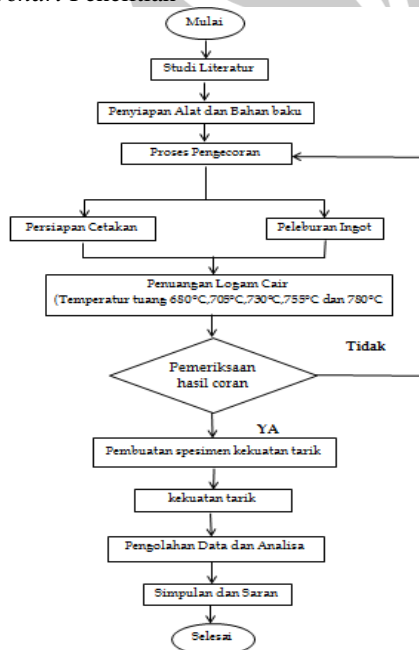 Penelitian
Mulai
Studi Literatur
Penyiapan Alat dan Bahan baku
Proses Pengecoran
Persiapan Cetakan
Peleburan Ingot
Penuangan Logam Cair
(Temperatur tuang 680°C,705°C,730°C,755°C dan 780°C
Tidak
Pemeriksaan
hasil coran
YA
Pembuatan spesimen kekuatan tarik
kekuatan tarik
Pengolahan Data dan Analisa
Simpulan dan Saran
Selesai